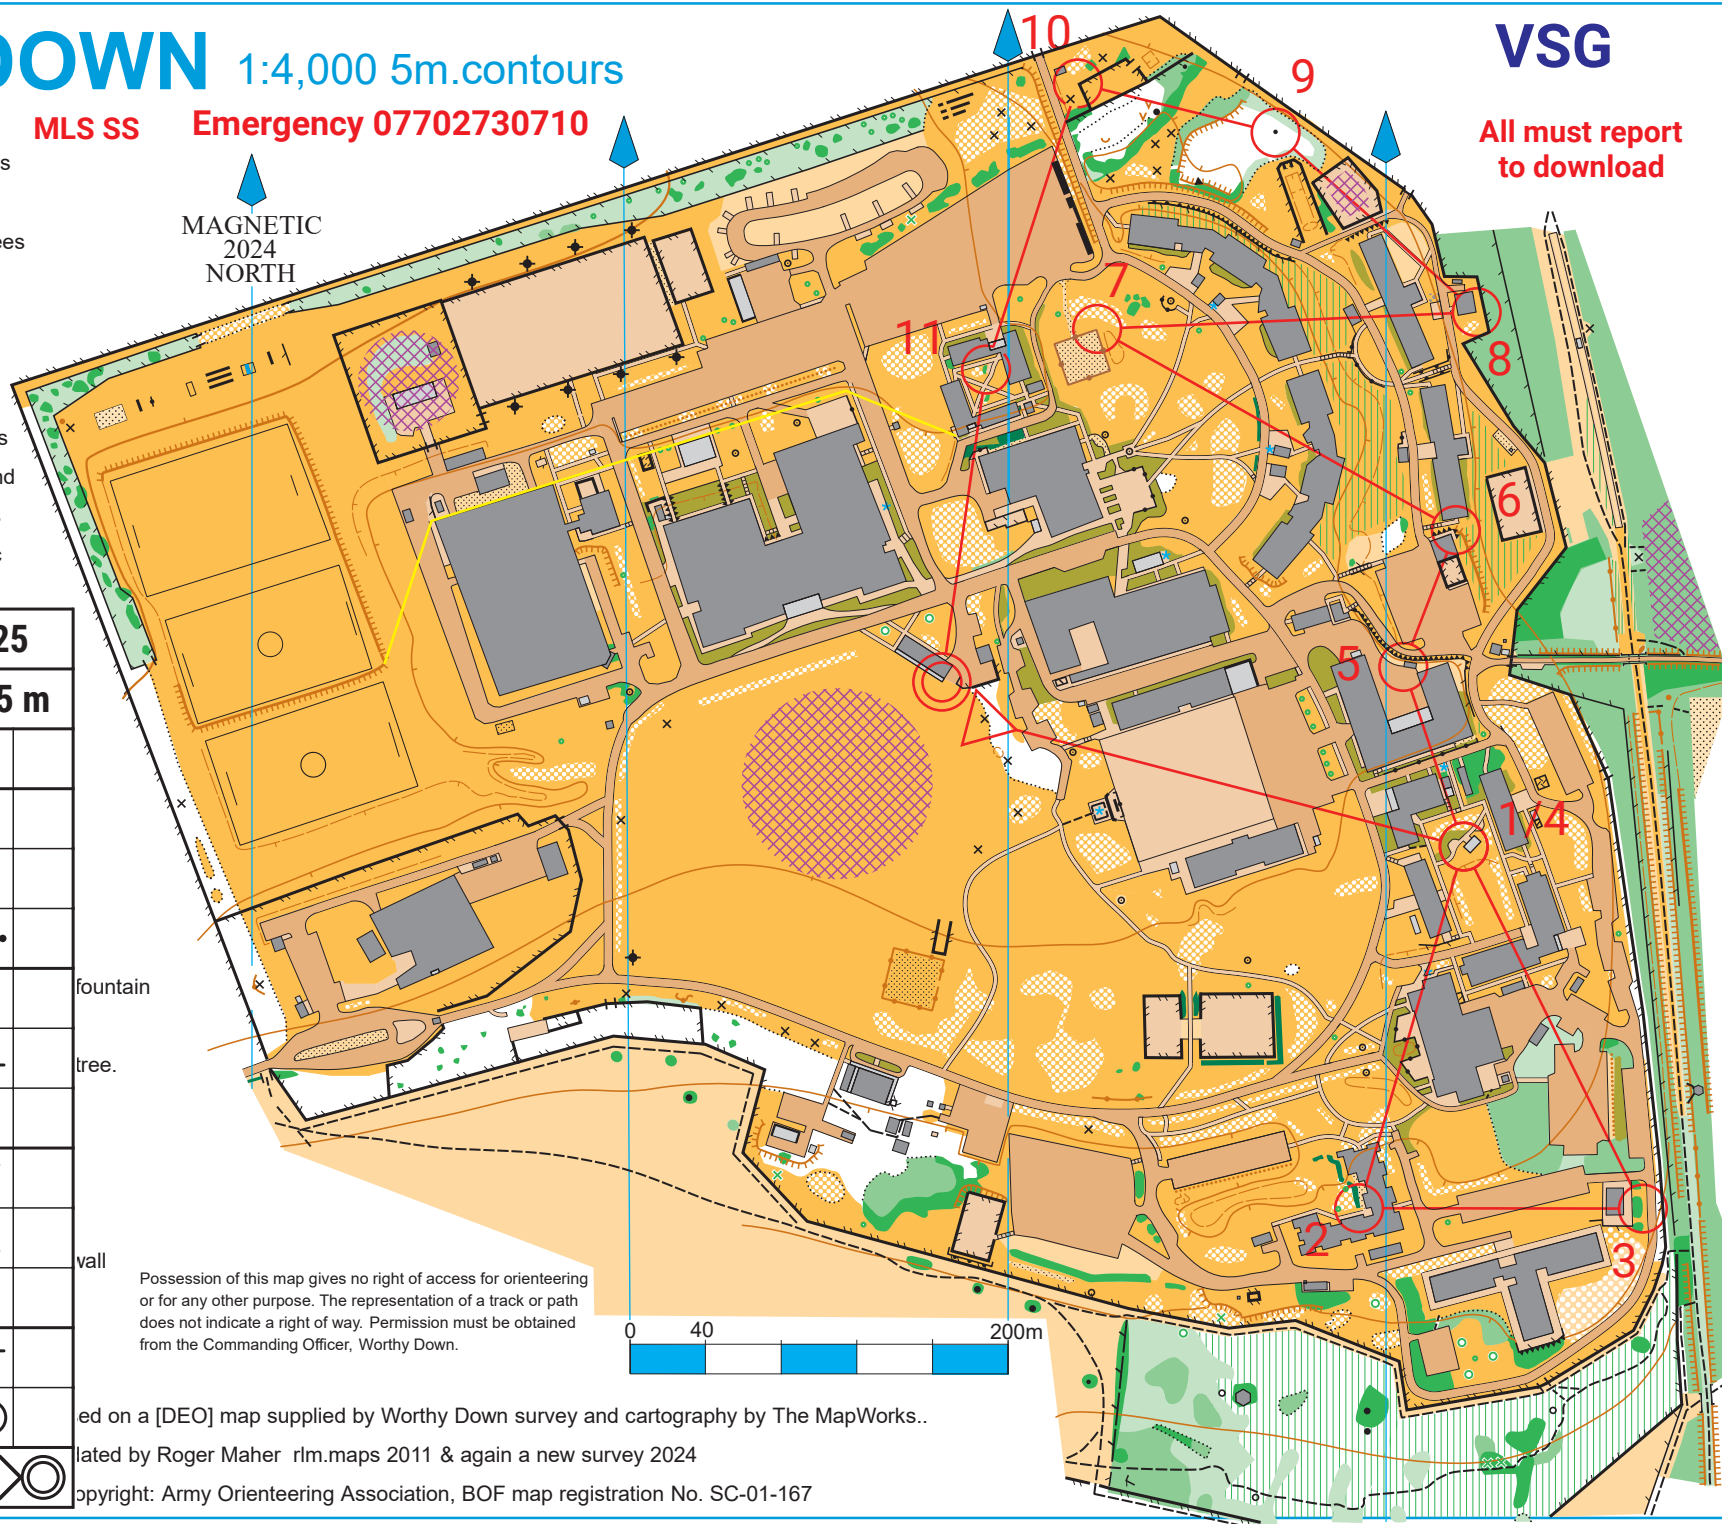 DOWN 1:4,000 5m.contours
VSG
MLS SS Emergency 07702730710
All must report
to download
MAGNETIC
2024
NORTH
10
9
7
11
8
6
5
1/4
2
3
25
5 m
fountain
tree.
wall
Possession of this map gives no right of access for orienteering
or for any other purpose. The representation of a track or path
does not indicate a right of way. Permission must be obtained
from the Commanding Officer, Worthy Down.
0 40 200m
ed on a [DEO] map supplied by Worthy Down survey and cartography by The MapWorks..
lated by Roger Maher rlm.maps 2011 & again a new survey 2024
opyright: Army Orienteering Association, BOF map registration No. SC-01-167